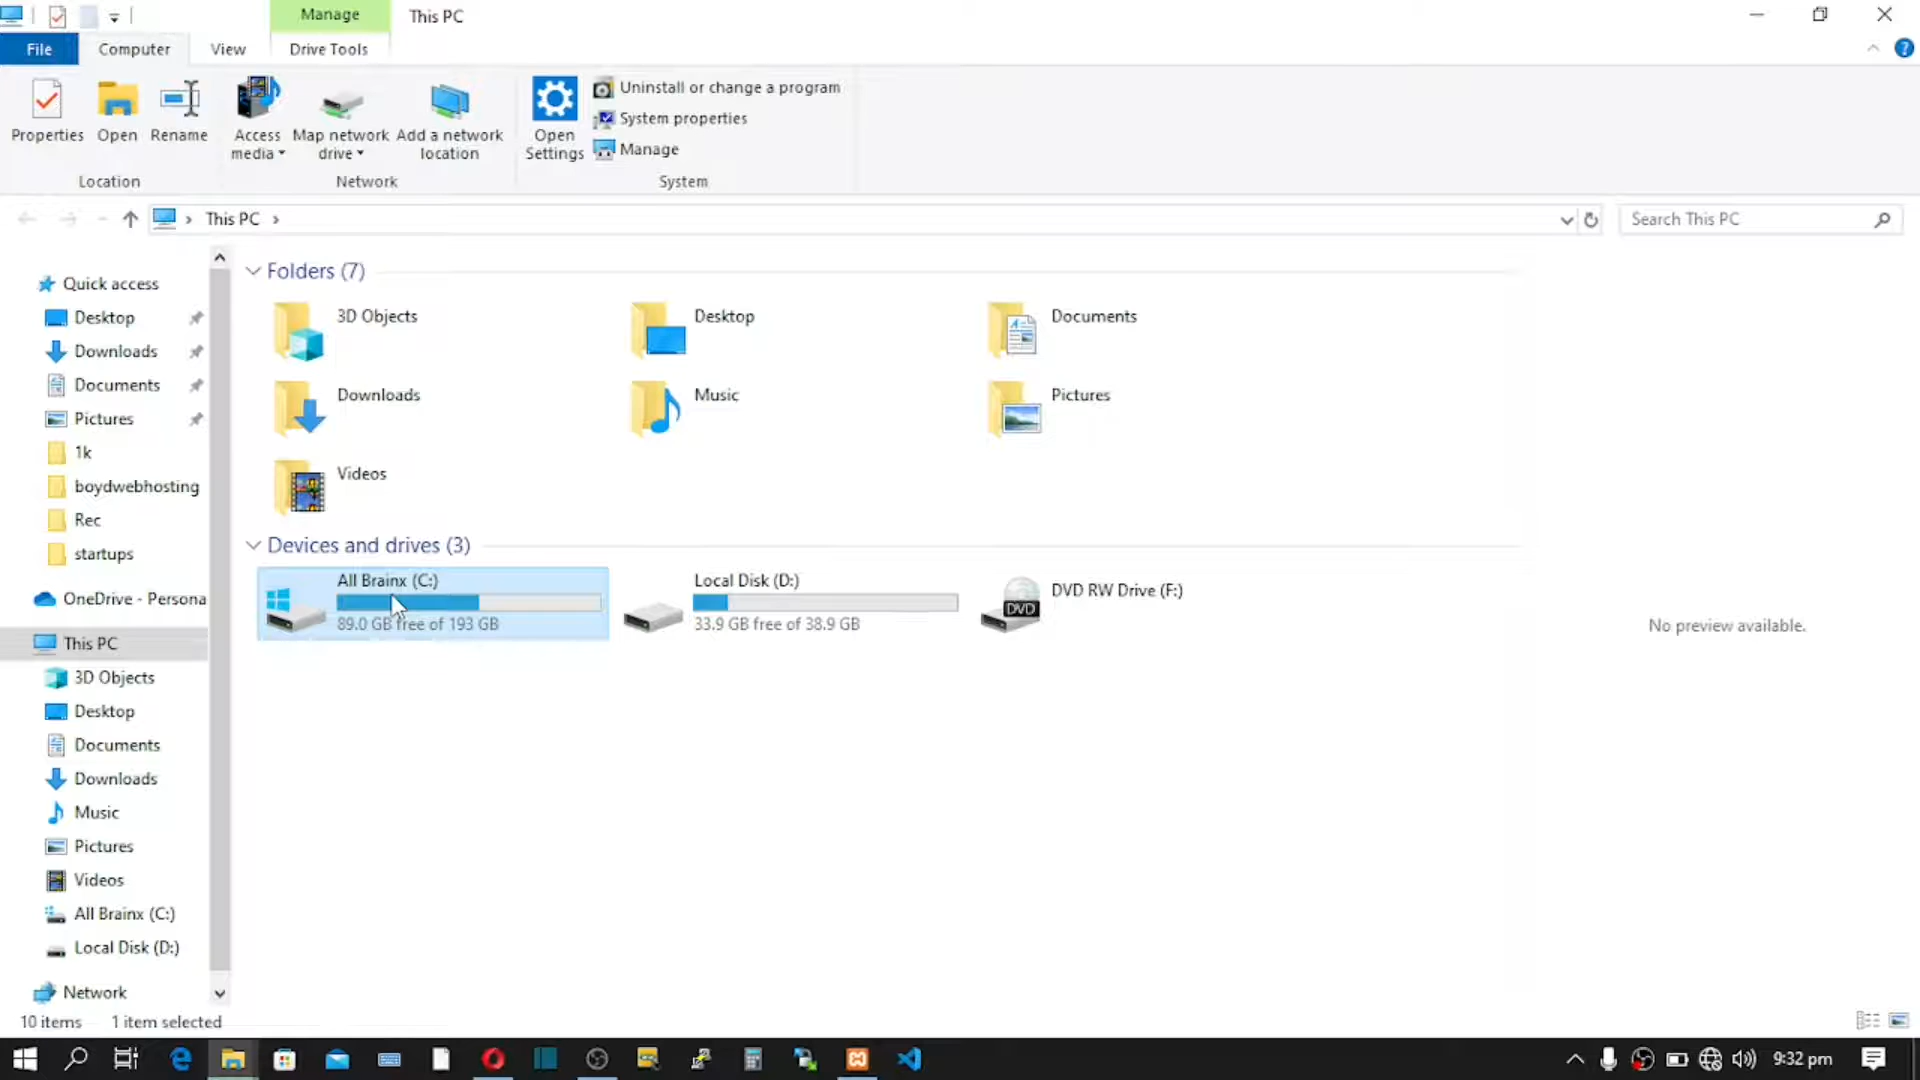 Manage
This PC
File
Computer
View
Drive Tools
Properties
Open
Rename
Access
media
Map network
drive
Add a network
location
Open
Settings
Uninstall or change a program
System properties
Manage
Location
Network
System
This PC
Search This PC
Quick access
Desktop
Downloads
Documents
Pictures
1k
boydwebhosting
Rec
startups
OneDrive - Persona
This PC
3D Objects
Desktop
Documents
Downloads
Music
Pictures
Videos
All Brainx (C:)
Local Disk (D:)
Network
Folders (7)
3D Objects
Desktop
Documents
Downloads
Music
Pictures
Videos
Devices and drives (3)
All Brainx (C:)
89.0 GB free of 193 GB
Local Disk (D:)
33.9 GB free of 38.9 GB
DVD
DVD RW Drive (F:)
No preview available.
10 items
1 item selected
9:32 pm